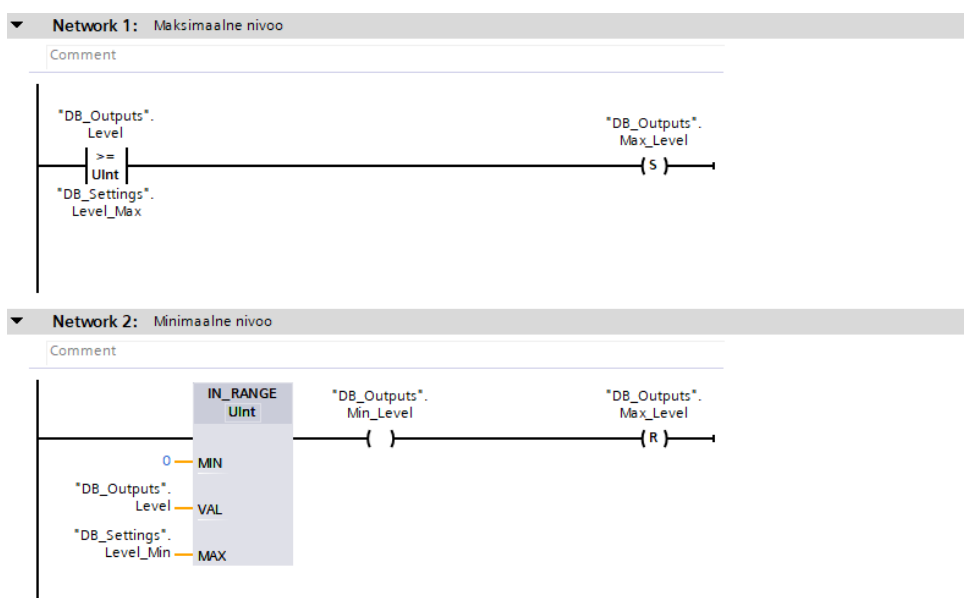 Network 1: Maksimaalne nivoo
Comment
"DB_Outputs".
Level
>=
UInt
"DB_Settings".
Level_Max
"DB_Outputs".
Max_Level
S
Network 2: Minimaalne nivoo
Comment
IN_RANGE
UInt
"DB_Outputs".
Min_Level
"DB_Outputs".
Max_Level
R
0 MIN
"DB_Outputs".
Level VAL
"DB_Settings".
Level_Min MAX